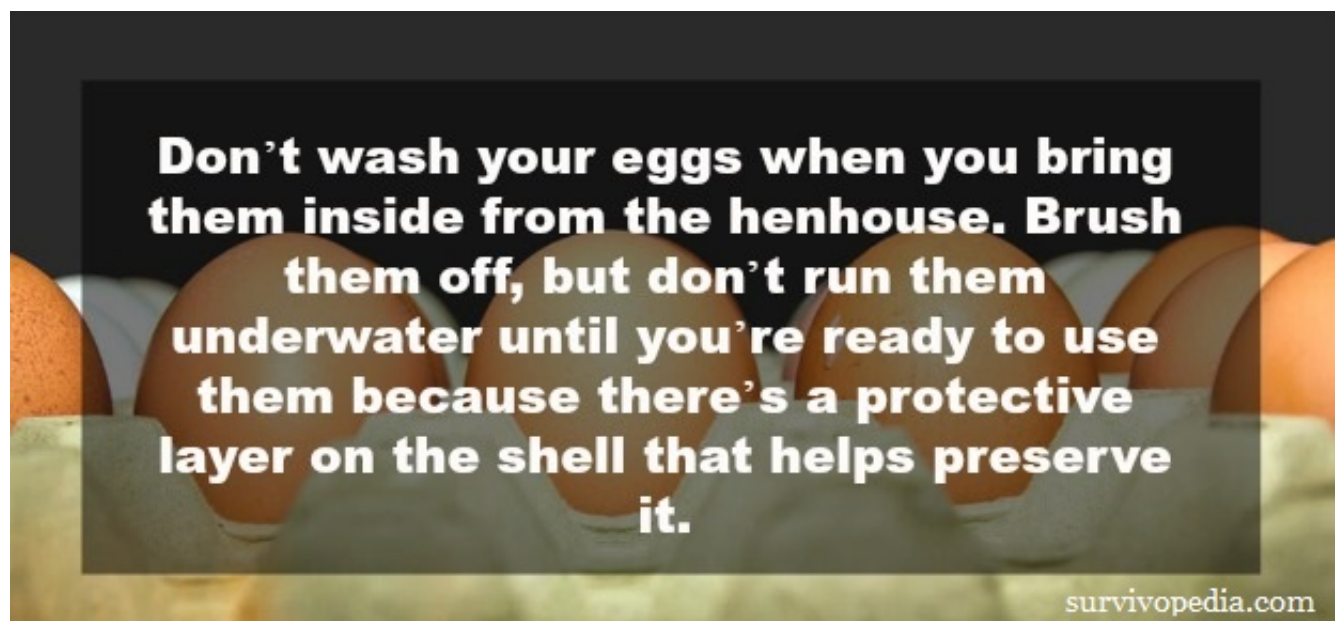 Don’t wash your eggs when you bring
them inside from the henhouse. Brush
them off, but don’t run them
underwater until you’re ready to use
them because there’s a protective
layer on the shell that helps preserve
it.
survivopedia.com